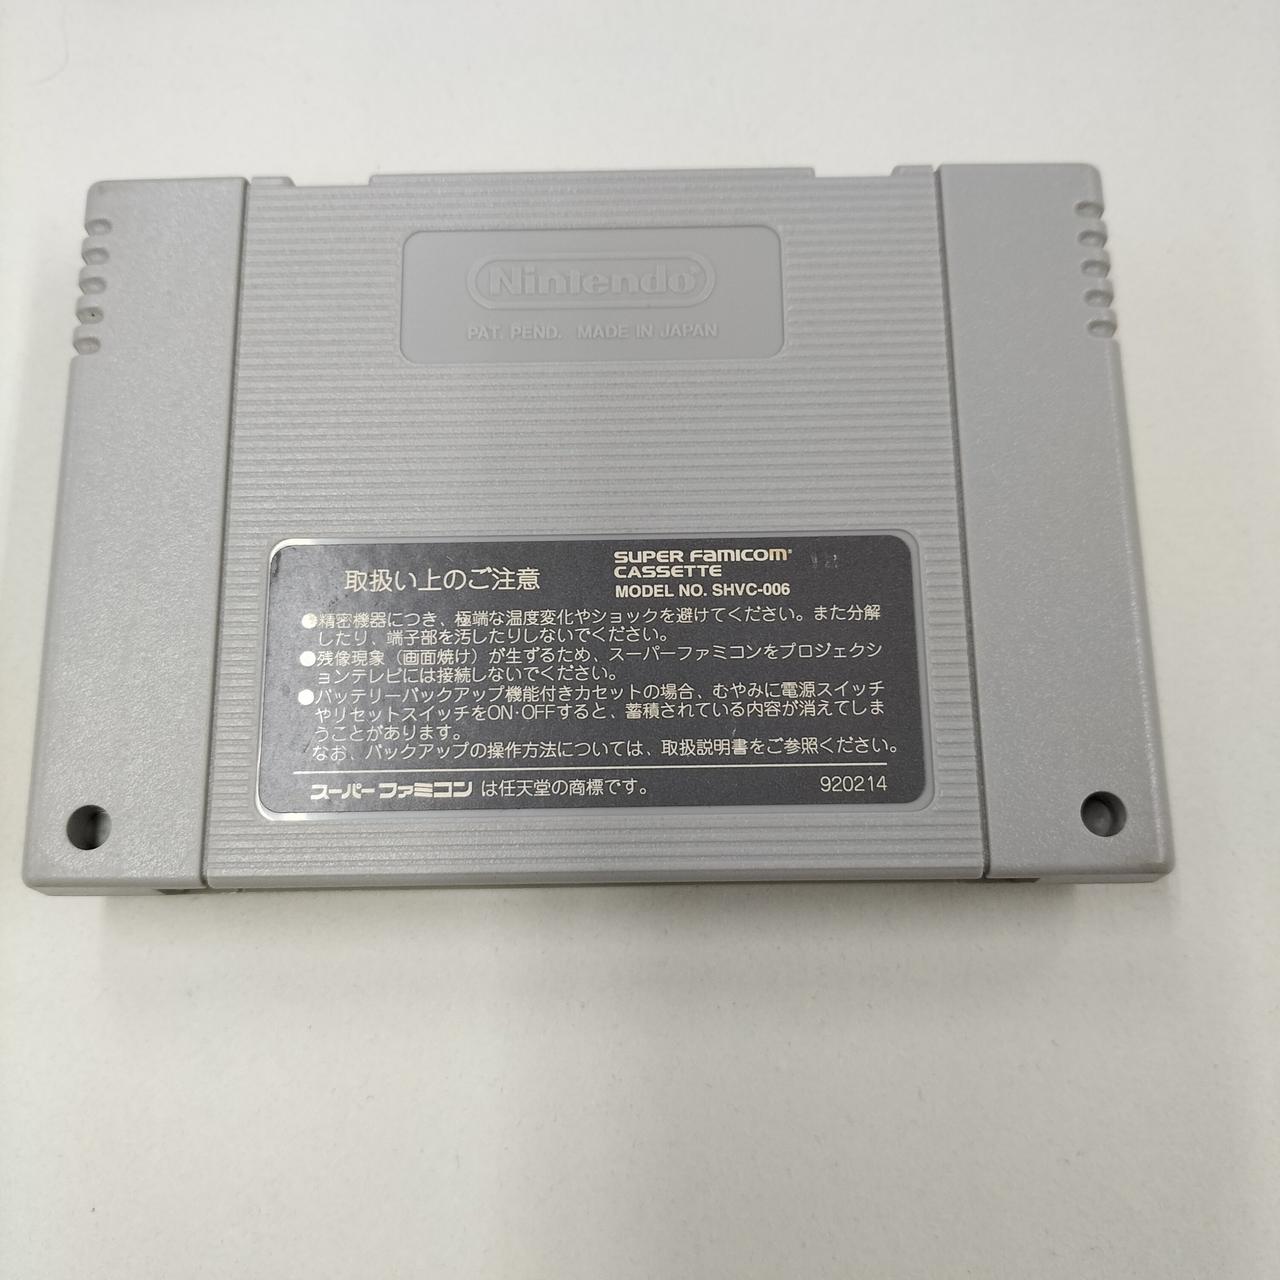 Nintendo®
PAT. PEND. MADE IN JAPAN
取扱い上のご注意
SUPER FAMICOM®
CASSETTE
MODEL NO. SHVC-006
●精密機器につき、極端な温度変化やショックを避けてください。また分解
したり、端子部を汚したりしないでください。
●残像現象（画面焼け）が生ずるため、スーパーファミコンをプロジェクシ
ョンテレビには接続しないでください。
●バッテリーバックアップ機能付きカセットの場合、むやみに電源スイッチ
やリセットスイッチをON·OFFすると、蓄積されている内容が消えてしま
うことがあります。
なお、バックアップの操作方法については、取扱説明書をご参照ください。
スーパーファミコン は任天堂の商標です。 920214